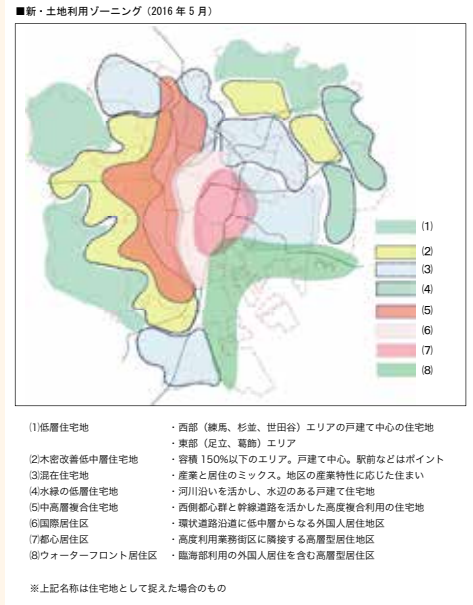 ■新・土地利用ゾーニング（2016年5月）
(1)
(2)
(3)
(4)
(5)
(6)
(7)
(8)
(1)低層住宅地 ・西部（練馬、杉並、世田谷）エリアの戸建て中心の住宅地
・東部（足立、葛飾）エリア
(2)木密改善低中層住宅地 ・容積150%以下のエリア。戸建て中心。駅前などはポイント
(3)混在住宅地 ・産業と居住のミックス。地区の産業特性に応じた住まい
(4)水緑の低層住宅地 ・河川沿いを活かし、水辺のある戸建て住宅地
(5)中高層複合住宅地 ・西側都心群と幹線道路を活かした高度複合利用の住宅地
(6)国際居住区 ・環状道路沿道に低中層からなる外国人居住地区
(7)都心居住区 ・高度利用業務街区に隣接する高層型居住地区
(8)ウォーターフロント居住区 ・臨海部利用の外国人居住を含む高層型居住区
※上記名称は住宅地として捉えた場合のもの